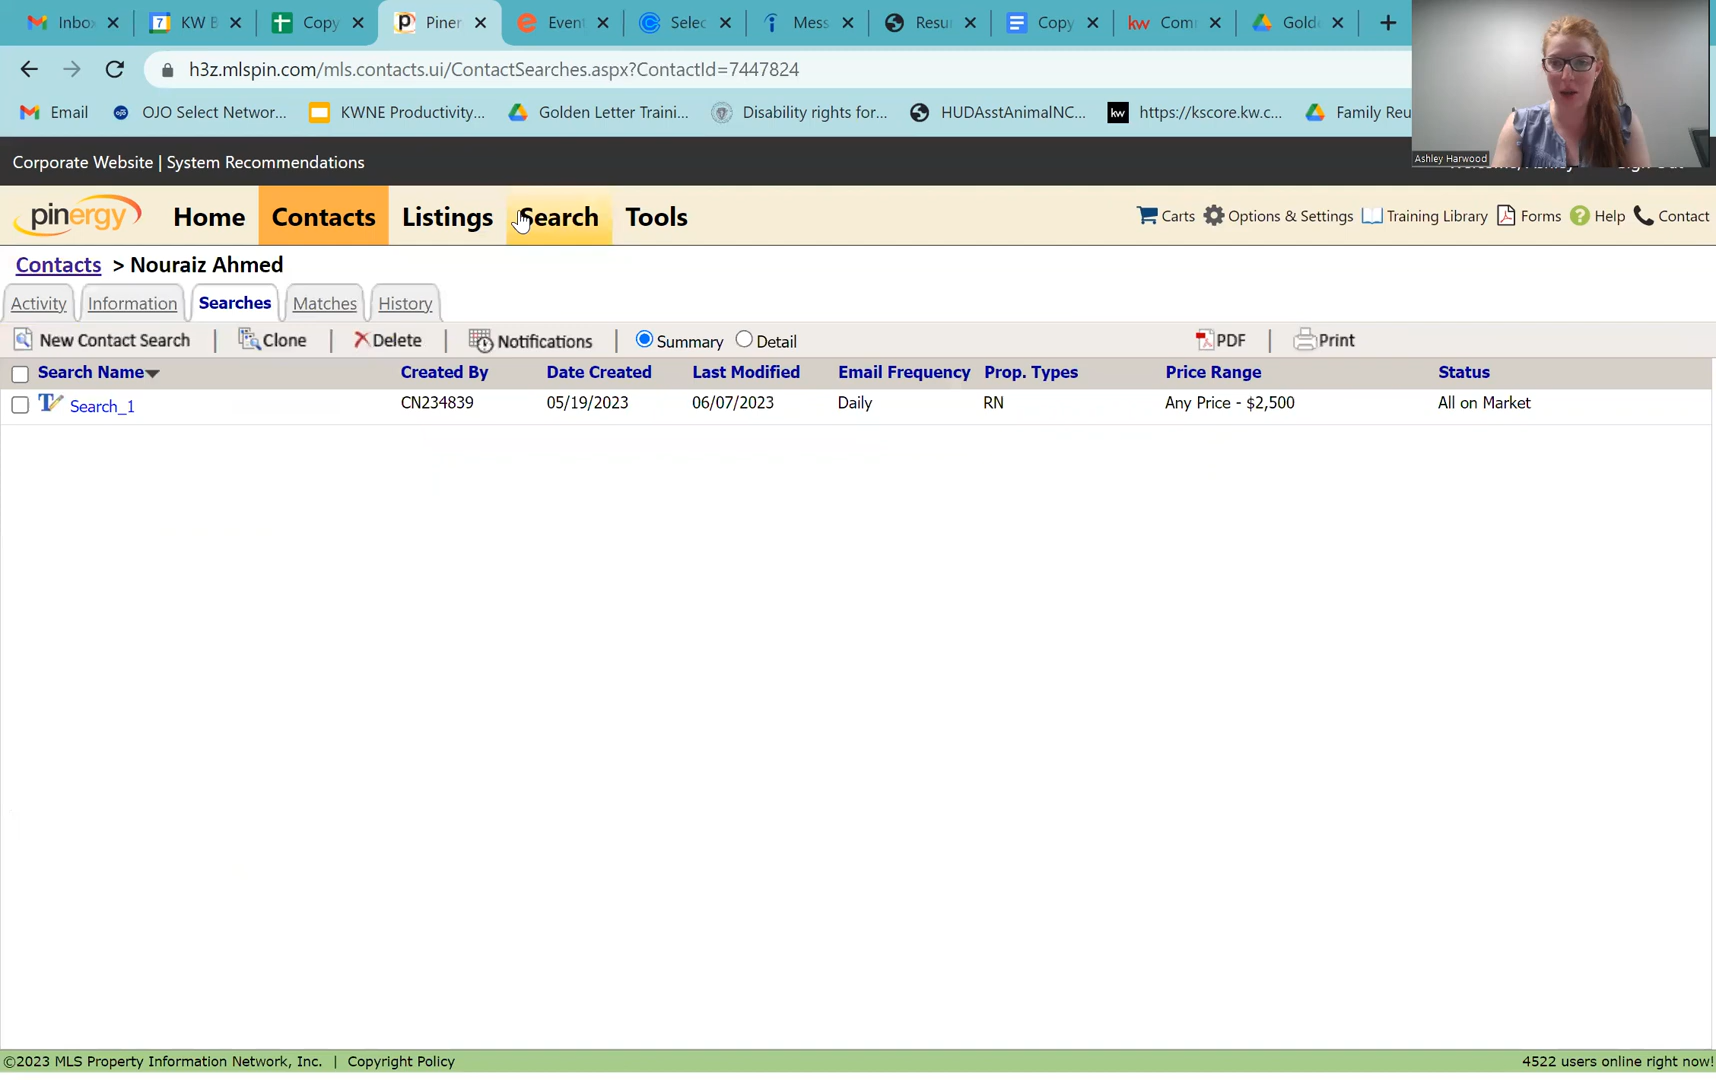 Inbo
KW B
Copy
Piner
Even
Selec
Mess
Resu
Copy
Com
Gold
h3z.mlspin.com/mls.contacts.ui/ContactSearches.aspx?ContactId=7447824
Email
OJO Select Networ...
KWNE Productivity...
Golden Letter Traini...
Disability rights for...
HUDAsstAnimalNC...
kw https://kscore.kw.c...
Family Reu
Ashley Harwood
Corporate Website | System Recommendations
pinergy Home Contacts Listings Search Tools
Carts Options & Settings Training Library Forms Help Contact
Contacts > Nouraiz Ahmed
Activity Information Searches Matches History
New Contact Search | Clone | Delete | Notifications | Summary Detail PDF | Print
Search Name Created By Date Created Last Modified Email Frequency Prop. Types Price Range Status
Search_1 CN234839 05/19/2023 06/07/2023 Daily RN Any Price - $2,500 All on Market
©2023 MLS Property Information Network, Inc. | Copyright Policy
4522 users online right now!